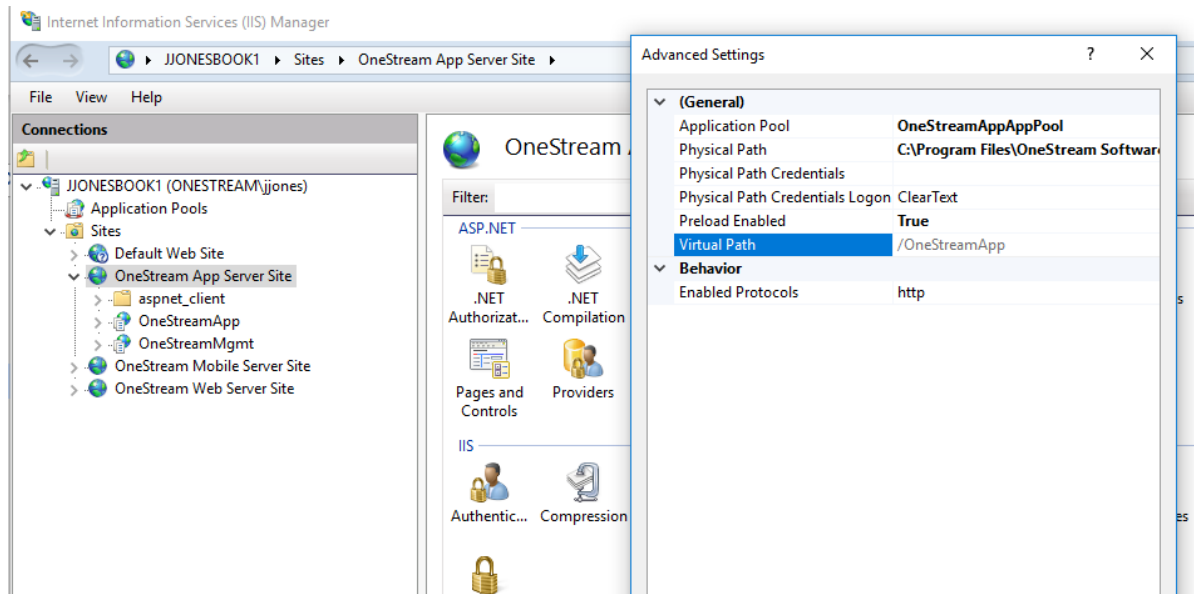 Internet Information Services (IIS) Manager
JJONESBOOK1 Sites OneStream App Server Site
File View Help
Connections
JJONESBOOK1 (ONESTREAM\jjones)
Application Pools
Sites
Default Web Site
OneStream App Server Site
aspnet_client
OneStreamApp
OneStreamMgmt
OneStream Mobile Server Site
OneStream Web Server Site
OneStream
Filter:
ASP.NET
.NET
Authorizat...
.NET
Compilation
Pages and
Controls
Providers
IIS
Authentic...
Compression
Advanced Settings
?
(General)
Application Pool OneStreamAppAppPool
Physical Path C:\Program Files\OneStream Software
Physical Path Credentials
Physical Path Credentials Logon ClearText
Preload Enabled True
Virtual Path /OneStreamApp
Behavior
Enabled Protocols http